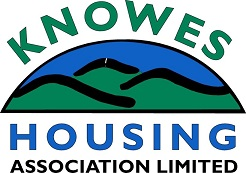 KNOWES
HOUSING
ASSOCIATION LIMITED